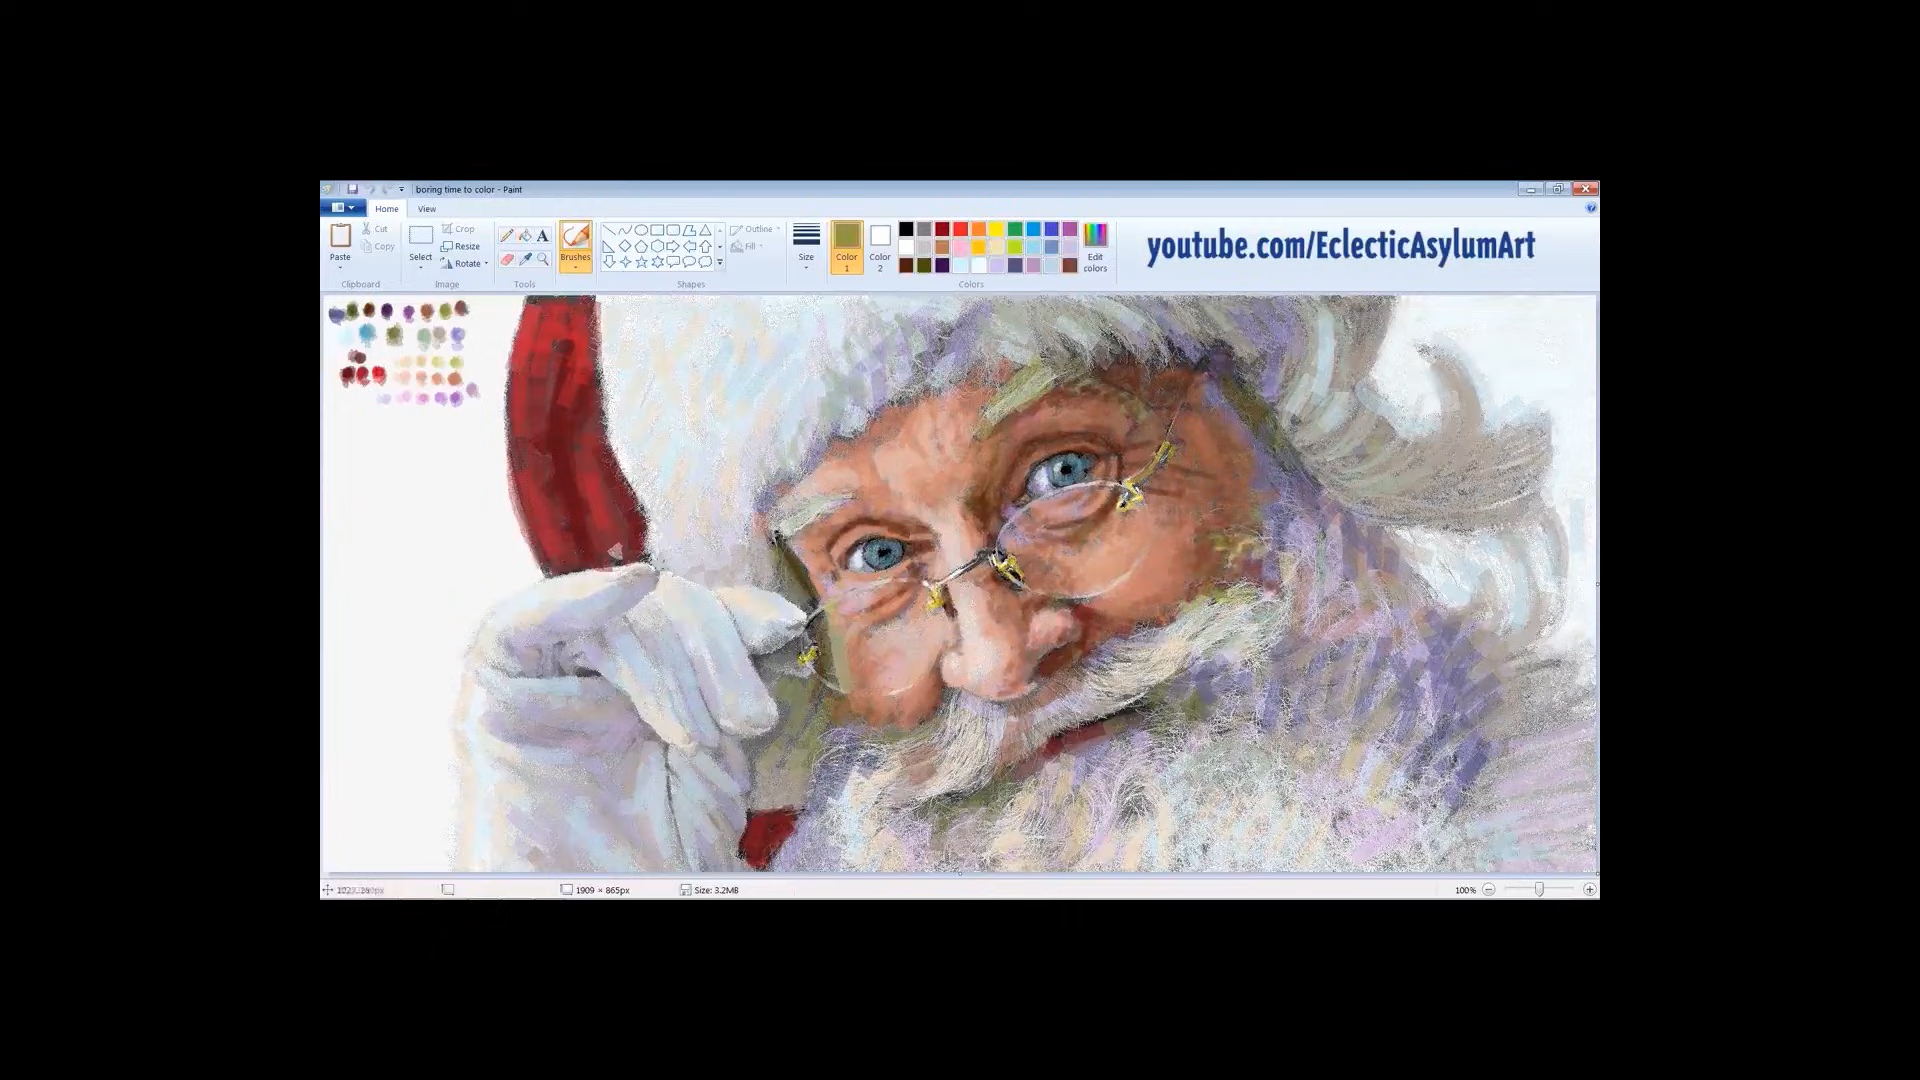 boring time to color - Paint
Home View
Paste
Cut
Copy
Clipboard
Select
Crop
Resize
Rotate
Image
A
Tools
Brushes
Shapes
Outline
Fill
Size
Color
1
Color
2
Edit
colors
Colors
youtube.com/EclecticAsylumArt
1909 × 865px
Size: 3.2MB
100%